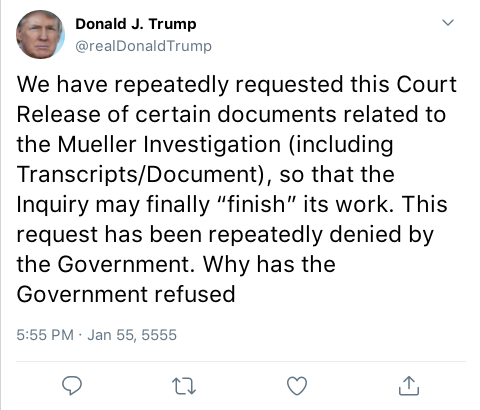 Donald J. Trump
@realDonaldTrump
We have repeatedly requested this Court
Release of certain documents related to
the Mueller Investigation (including
Transcripts/Document), so that the
Inquiry may finally “finish” its work. This
request has been repeatedly denied by
the Government. Why has the
Government refused
5:55 PM · Jan 55, 5555